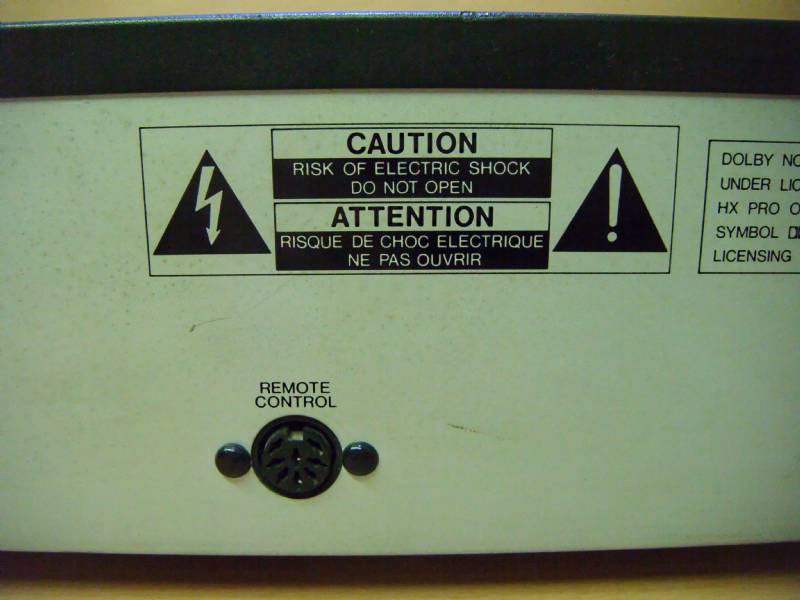 CAUTION
RISK OF ELECTRIC SHOCK
DO NOT OPEN
ATTENTION
RISQUE DE CHOC ELECTRIQUE
NE PAS OUVRIR
DOLBY
UNDER
HX PRO
SYMBOL
LICENSING
REMOTE
CONTROL